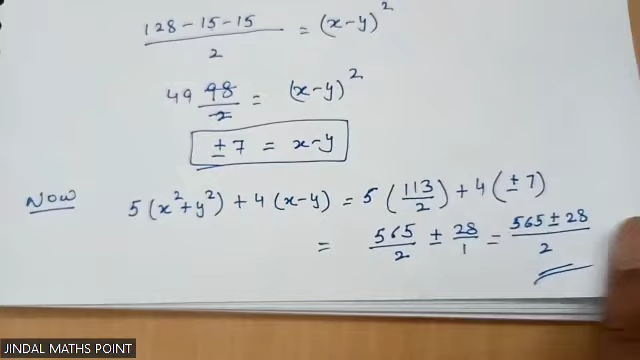 128 - 15 - 15 / 2 = (x-y)²
49 98/2 = (x-y)²
± 7 = x-y
Now 5(x²+y²) + 4(x-y) = 5(113/2) + 4(±7)
= 565/2 ± 28/1 = 565 ± 28 / 2
JINDAL MATHS POINT